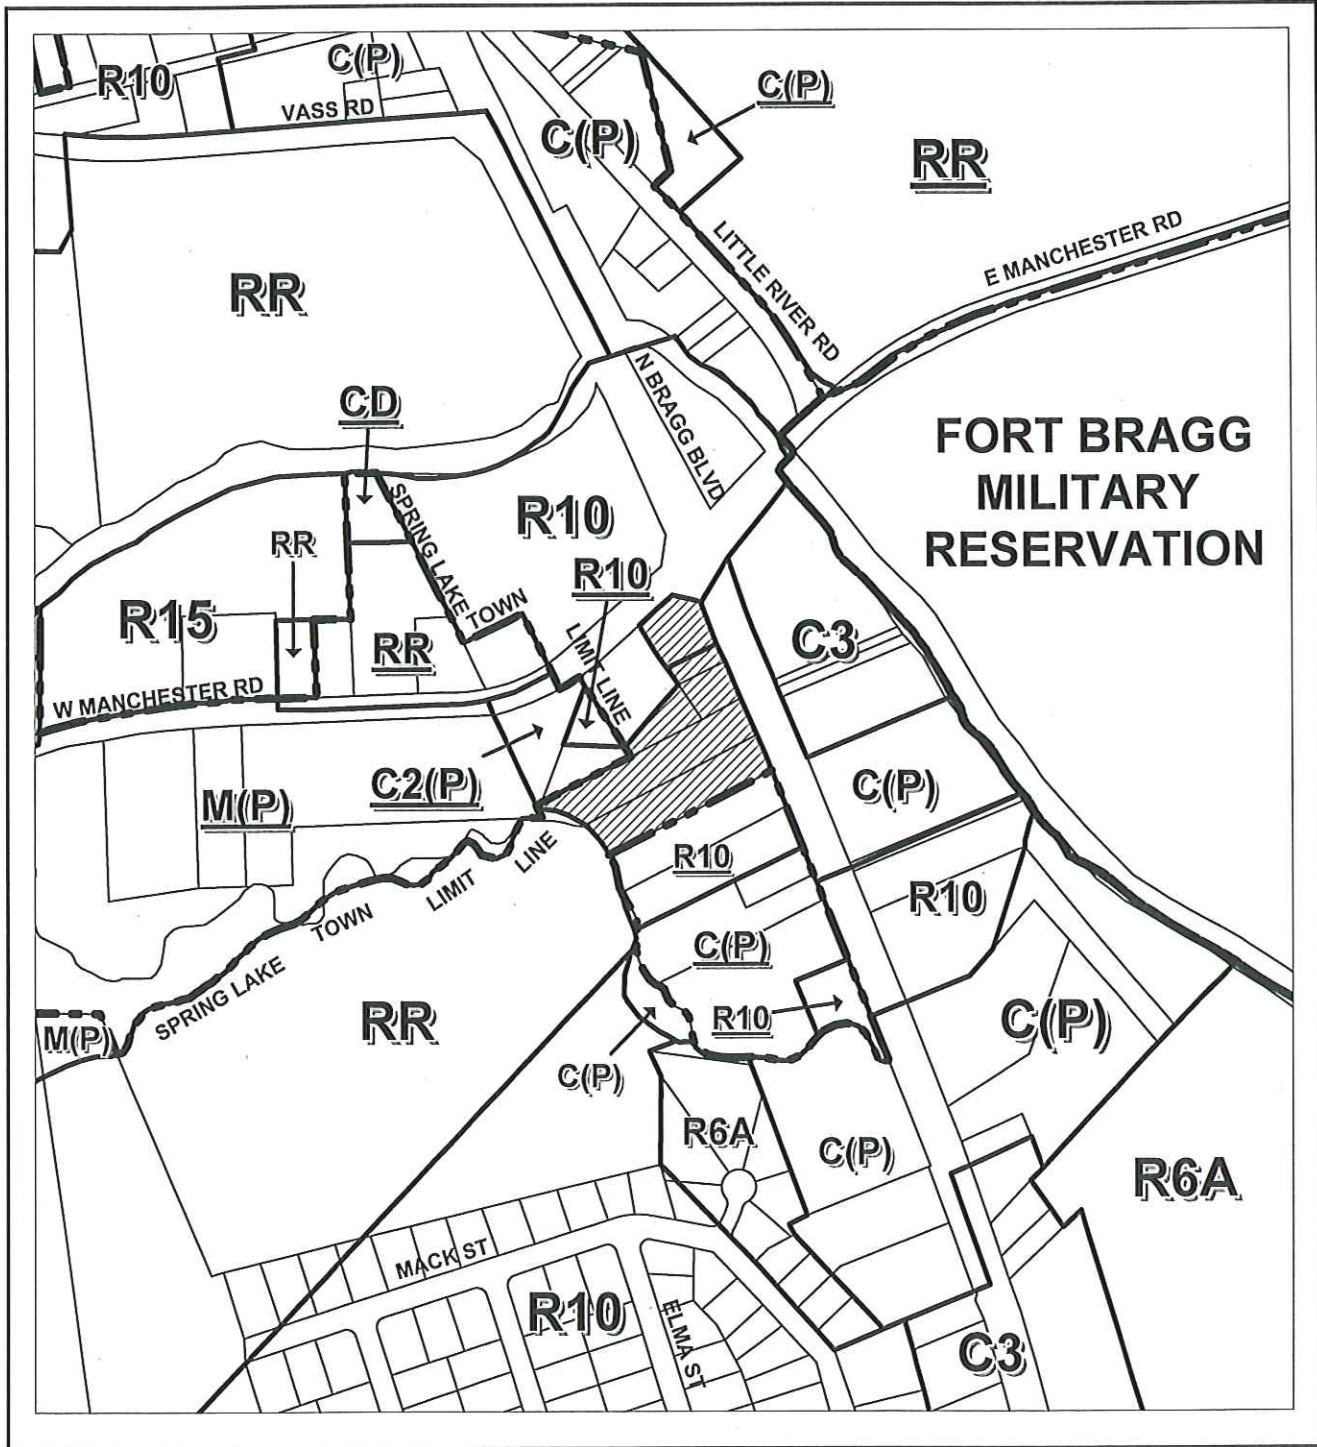 R10
C(P)
VASS RD
C(P)
C(P)
RR
LITTLE RIVER RD
E MANCHESTER RD
RR
N BRAGG BLVD
CD
FORT BRAGG
MILITARY
RESERVATION
SPRING LAKE
TOWN
LIMIT LINE
R10
RR
R10
R15
RR
C3
W MANCHESTER RD
C2(P)
M(P)
C(P)
R10
R10
SPRING LAKE
TOWN
LIMIT
LINE
C(P)
R10
RR
C(P)
M(P)
C(P)
R6A
C(P)
R6A
MACK ST
R10
ELMA ST
C3